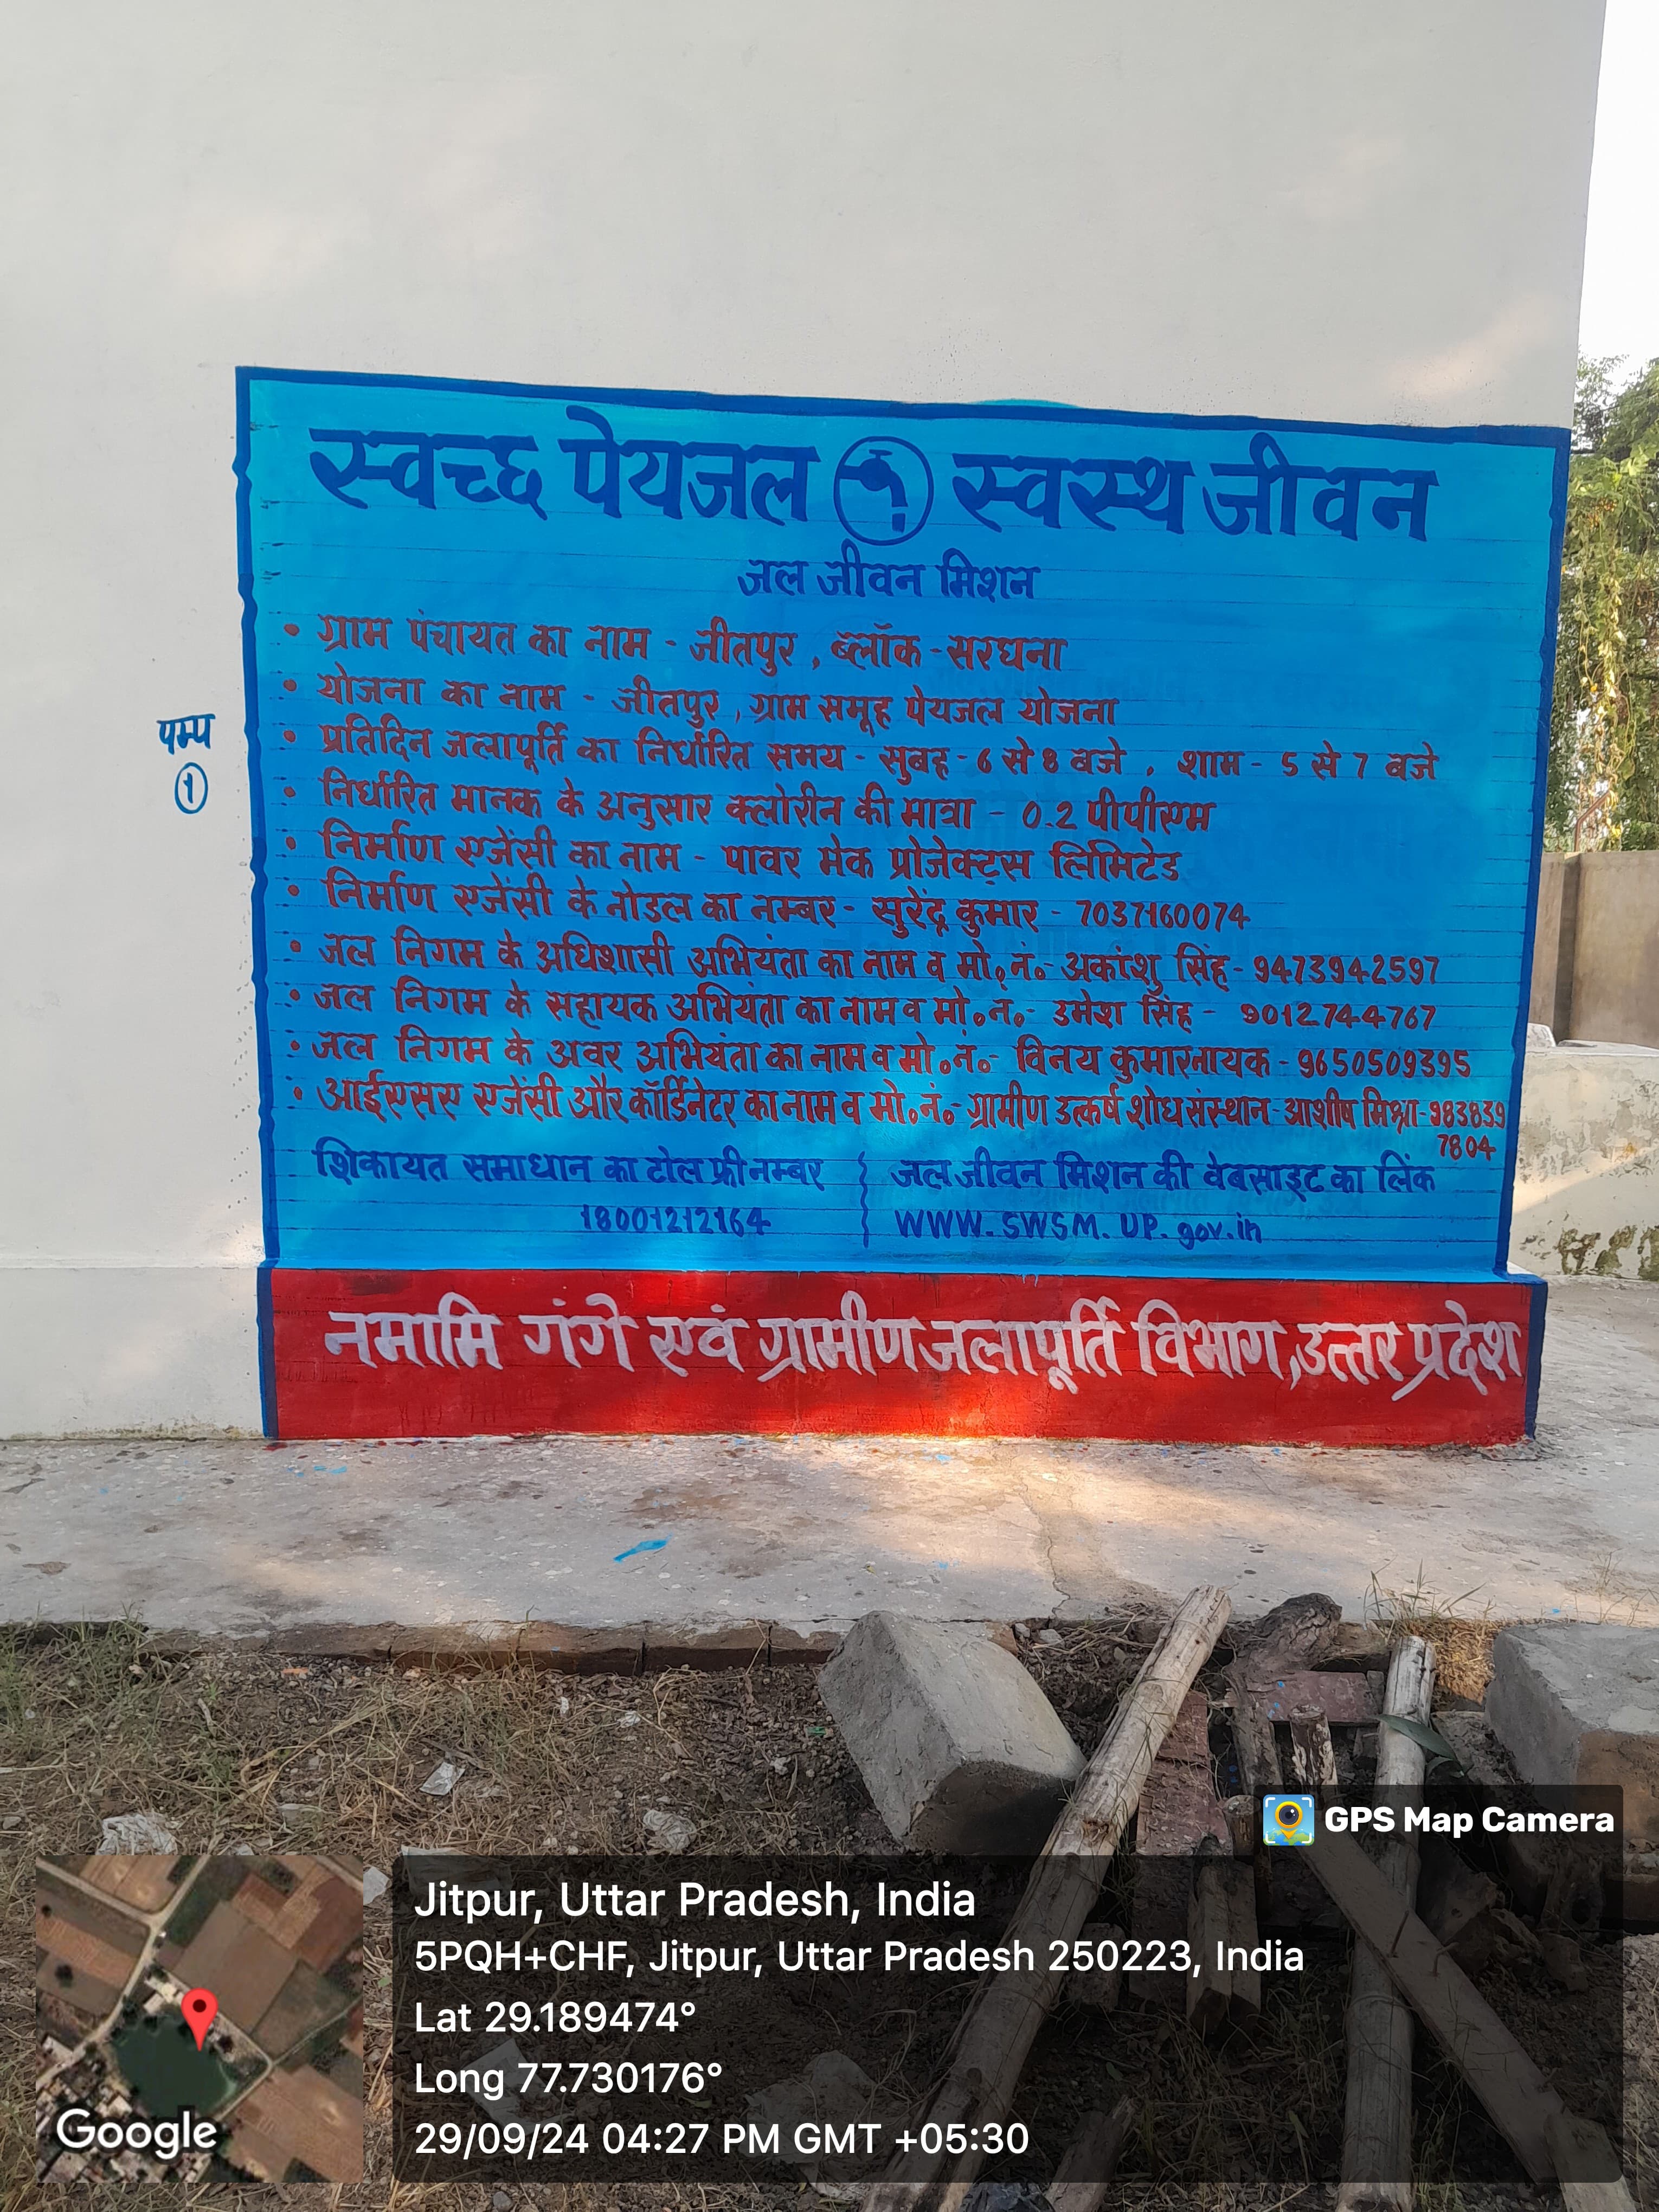 स्वच्छ पेयजल स्वस्थ जीवन
जल जीवन मिशन
• ग्राम पंचायत का नाम - जीतपुर, ब्लॉक - सरधना
• योजना का नाम - जीतपुर, ग्राम समूह पेयजल योजना
• प्रतिदिन जलापूर्ति का निर्धारित समय - सुबह - 6 से 8 बजे, शाम - 5 से 7 बजे
• निर्धारित मानक के अनुसार क्लोरीन की मात्रा - 0.2 पीपीएम
• निर्माण एजेंसी का नाम - पावर मेक प्रोजेक्ट्स लिमिटेड
• निर्माण एजेंसी के नोडल का नम्बर - सुरेंद्र कुमार - 7037160074
• जल निगम के अधिशासी अभियंता का नाम व मो॰नं॰- अकांशु सिंह - 9473942597
• जल निगम के सहायक अभियंता का नाम व मो॰न॰- उमेश सिंह - 9012744767
• जल निगम के अवर अभियंता का नाम व मो॰नं॰- विनय कुमार नायक - 9650509395
• आईएसए एजेंसी और कॉर्डिनेटर का नाम व मो॰नं॰- ग्रामीण उत्कर्ष शोध संस्थान - आशीष मिश्रा - 983839
7804
शिकायत समाधान का टोल फ्री नम्बर
18001212164
जल जीवन मिशन की वेबसाइट का लिंक
WWW.SWSM.UP.gov.in
नमामि गंगे एवं ग्रामीण जलापूर्ति विभाग, उत्तर प्रदेश
पम्प
1
GPS Map Camera
Jitpur, Uttar Pradesh, India
5PQH+CHF, Jitpur, Uttar Pradesh 250223, India
Lat 29.189474°
Long 77.730176°
29/09/24 04:27 PM GMT +05:30
Google